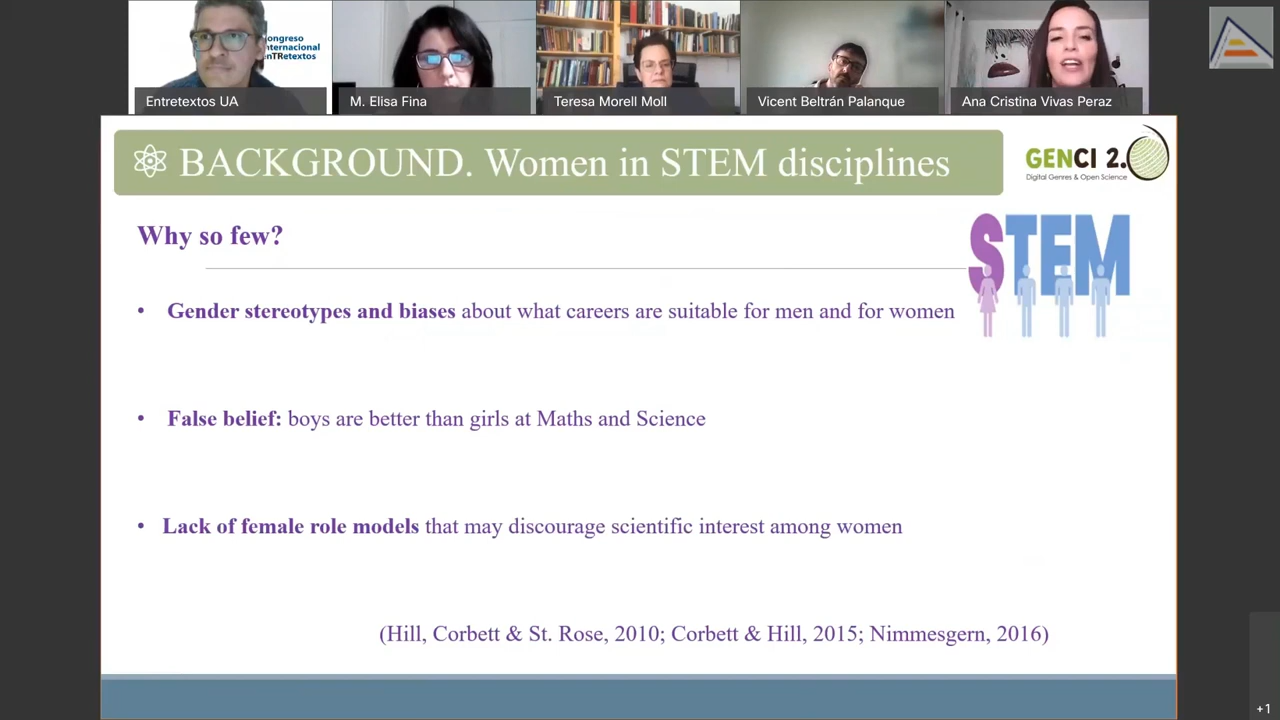 ongreso
nternacional
nTRetextos
Entretextos UA
M. Elisa Fina
Teresa Morell Moll
Vicent Beltrán Palanque
Ana Cristina Vivas Peraz
BACKGROUND. Women in STEM disciplines
GENCI 2.
Digital Genres & Open Science
Why so few?
STEM
• Gender stereotypes and biases about what careers are suitable for men and for women
• False belief: boys are better than girls at Maths and Science
• Lack of female role models that may discourage scientific interest among women
(Hill, Corbett & St. Rose, 2010; Corbett & Hill, 2015; Nimmesgern, 2016)
+1